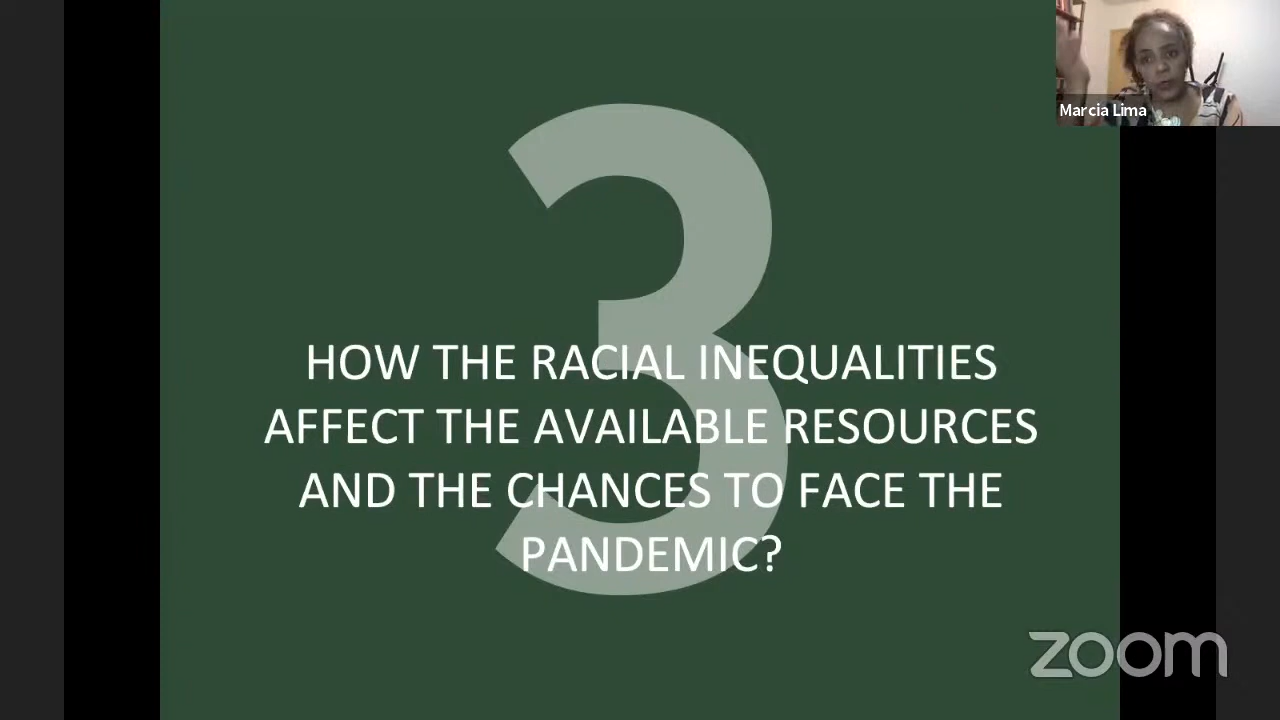 Marcia Lima
3
HOW THE RACIAL INEQUALITIES
AFFECT THE AVAILABLE RESOURCES
AND THE CHANCES TO FACE THE
PANDEMIC?
zoom